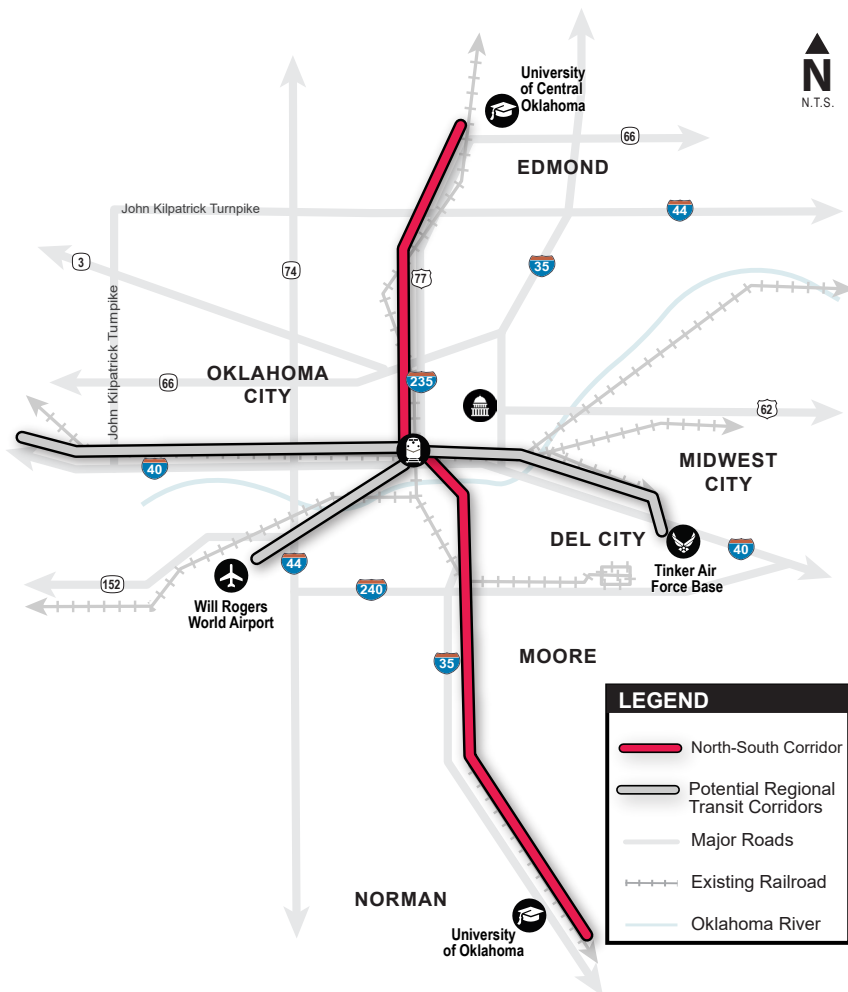 N
N.T.S.
University
of Central
Oklahoma
66
EDMOND
John Kilpatrick Turnpike
44
3
74
77
35
John Kilpatrick Turnpike
66
OKLAHOMA
CITY
235
62
40
MIDWEST
CITY
DEL CITY
40
44
152
240
Will Rogers
World Airport
Tinker Air
Force Base
35
MOORE
LEGEND
North-South Corridor
Potential Regional
Transit Corridors
Major Roads
Existing Railroad
Oklahoma River
NORMAN
University
of Oklahoma